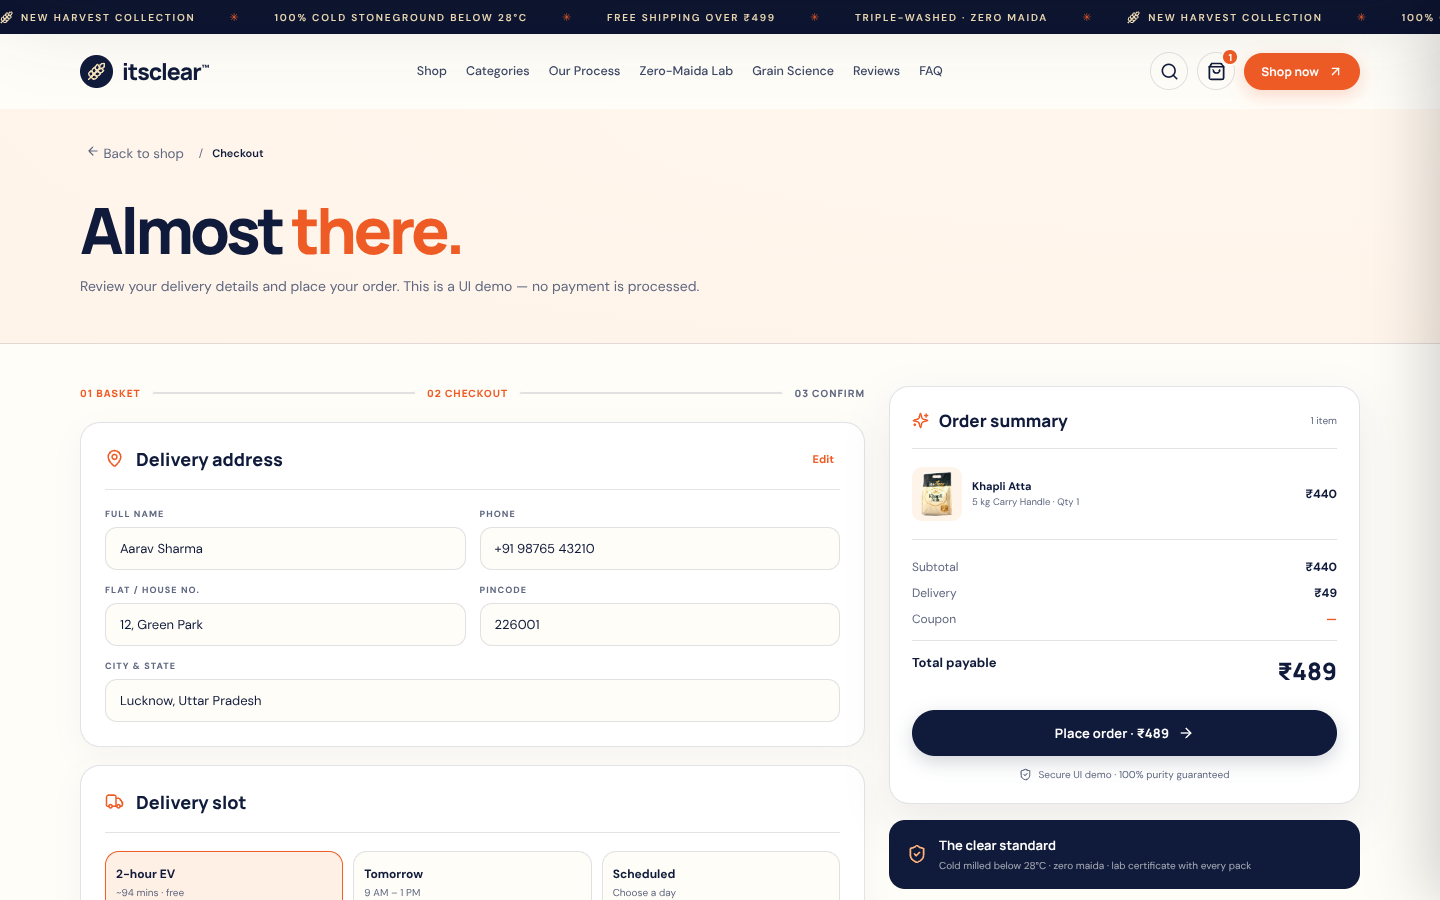 NEW HARVEST COLLECTION ✳ 100% COLD STONEGROUND BELOW 28°C ✳ FREE SHIPPING OVER ₹499 ✳ TRIPLE-WASHED · ZERO MAIDA ✳ NEW HARVEST COLLECTION ✳ 100%
itsclear™
Shop Categories Our Process Zero-Maida Lab Grain Science Reviews FAQ
1
Shop now
Back to shop / Checkout
Almost there.
Review your delivery details and place your order. This is a UI demo — no payment is processed.
01 BASKET 02 CHECKOUT 03 CONFIRM
Delivery address Edit
FULL NAME PHONE
Aarav Sharma +91 98765 43210
FLAT / HOUSE NO. PINCODE
12, Green Park 226001
CITY & STATE
Lucknow, Uttar Pradesh
Delivery slot
2-hour EV Tomorrow Scheduled
~94 mins · free 9 AM – 1 PM Choose a day
Order summary 1 item
Khapli Atta
5 kg Carry Handle · Qty 1
₹440
Subtotal ₹440
Delivery ₹49
Coupon —
Total payable ₹489
Place order · ₹489
Secure UI demo · 100% purity guaranteed
The clear standard
Cold milled below 28°C · zero maida · lab certificate with every pack